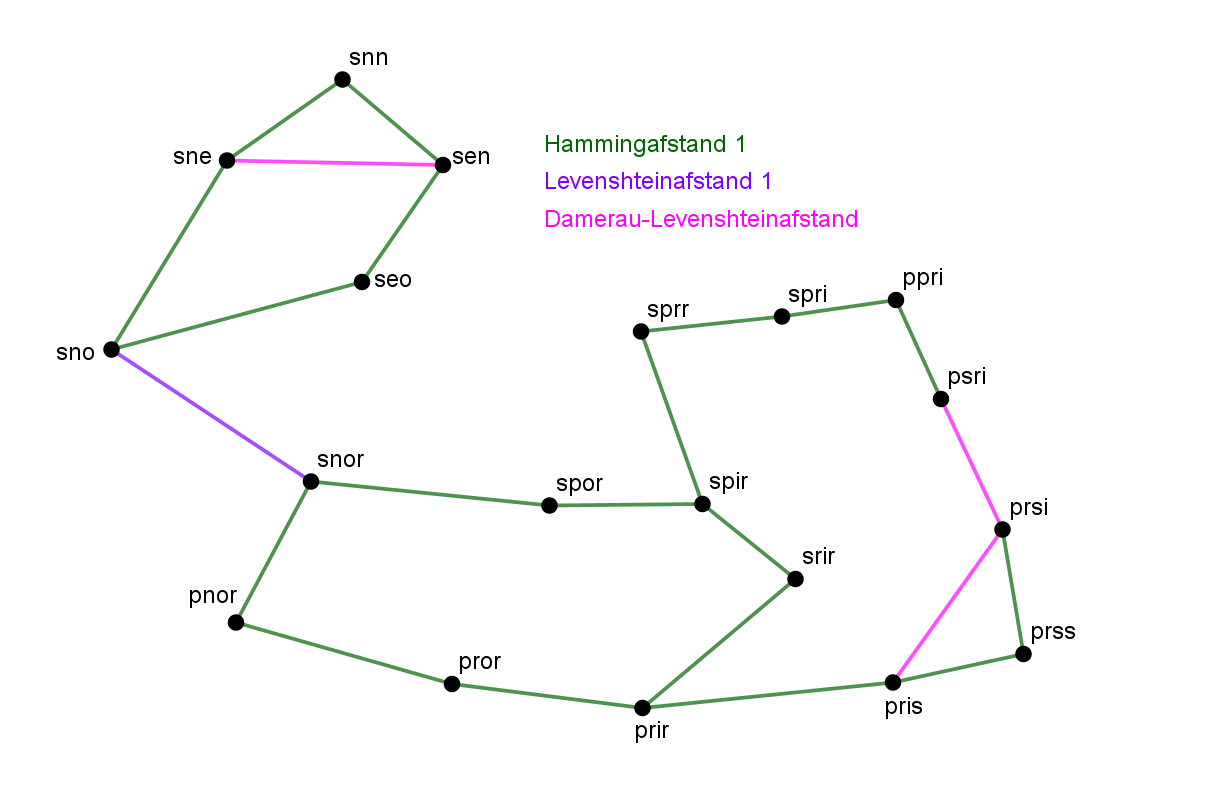 snn
sne
sen
Hammingafstand 1
Levenshteinafstand 1
Damerau-Levenshteinafstand
seo
sno
ppri
spri
sprr
psri
snor
spor
spir
prsi
srir
pnor
pror
prss
pris
prir